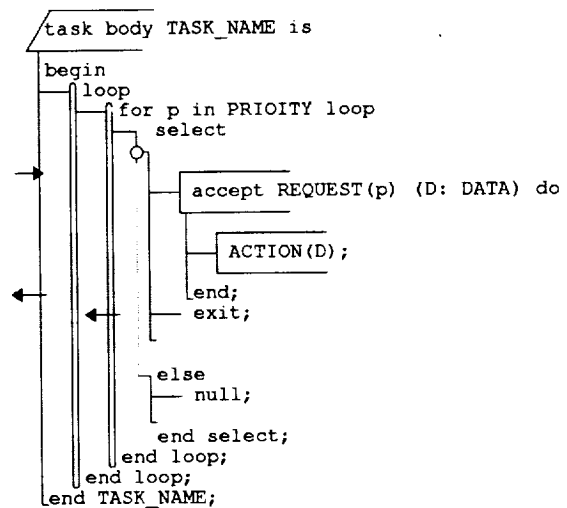 task body TASK_NAME is
begin
loop
for p in PRIOITY loop
select
accept REQUEST(p) (D: DATA) do
ACTION(D);
end;
exit;
else
null;
end select;
end loop;
end loop;
end TASK_NAME;